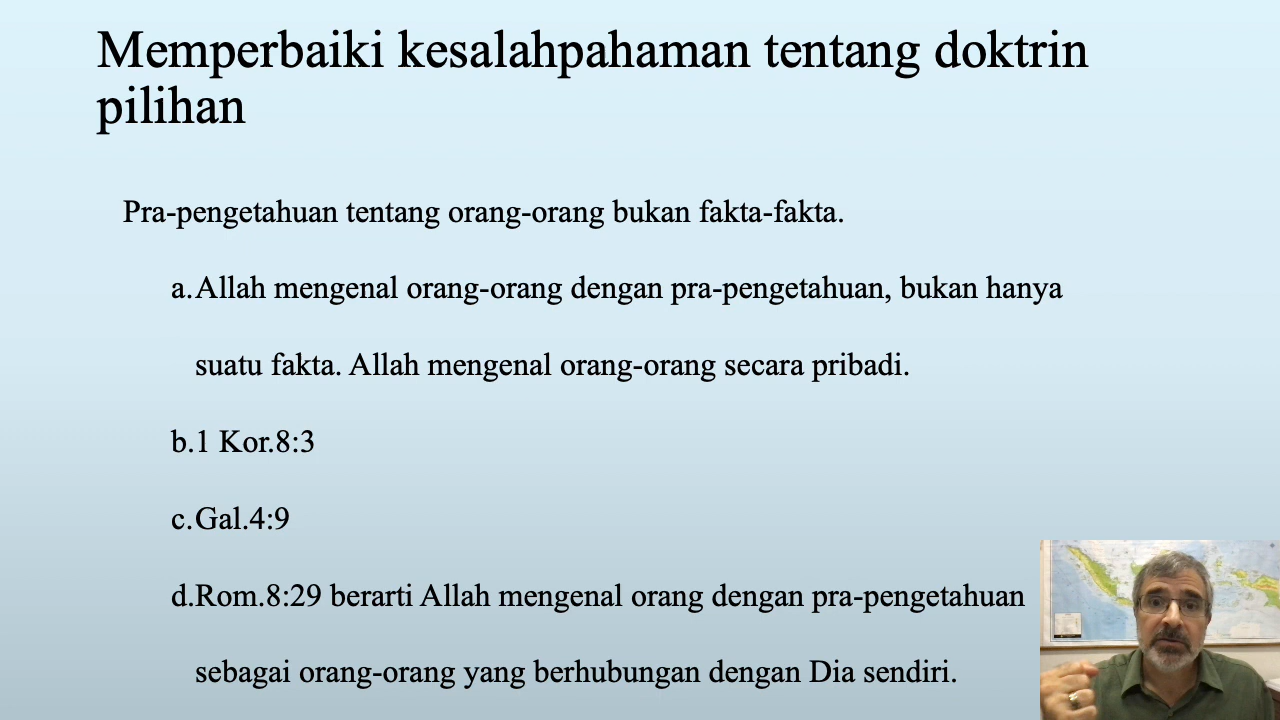 Memperbaiki kesalahpahaman tentang doktrin
pilihan
Pra-pengetahuan tentang orang-orang bukan fakta-fakta.
a.Allah mengenal orang-orang dengan pra-pengetahuan, bukan hanya
suatu fakta. Allah mengenal orang-orang secara pribadi.
b.1 Kor.8:3
c.Gal.4:9
d.Rom.8:29 berarti Allah mengenal orang dengan pra-pengetahuan
sebagai orang-orang yang berhubungan dengan Dia sendiri.